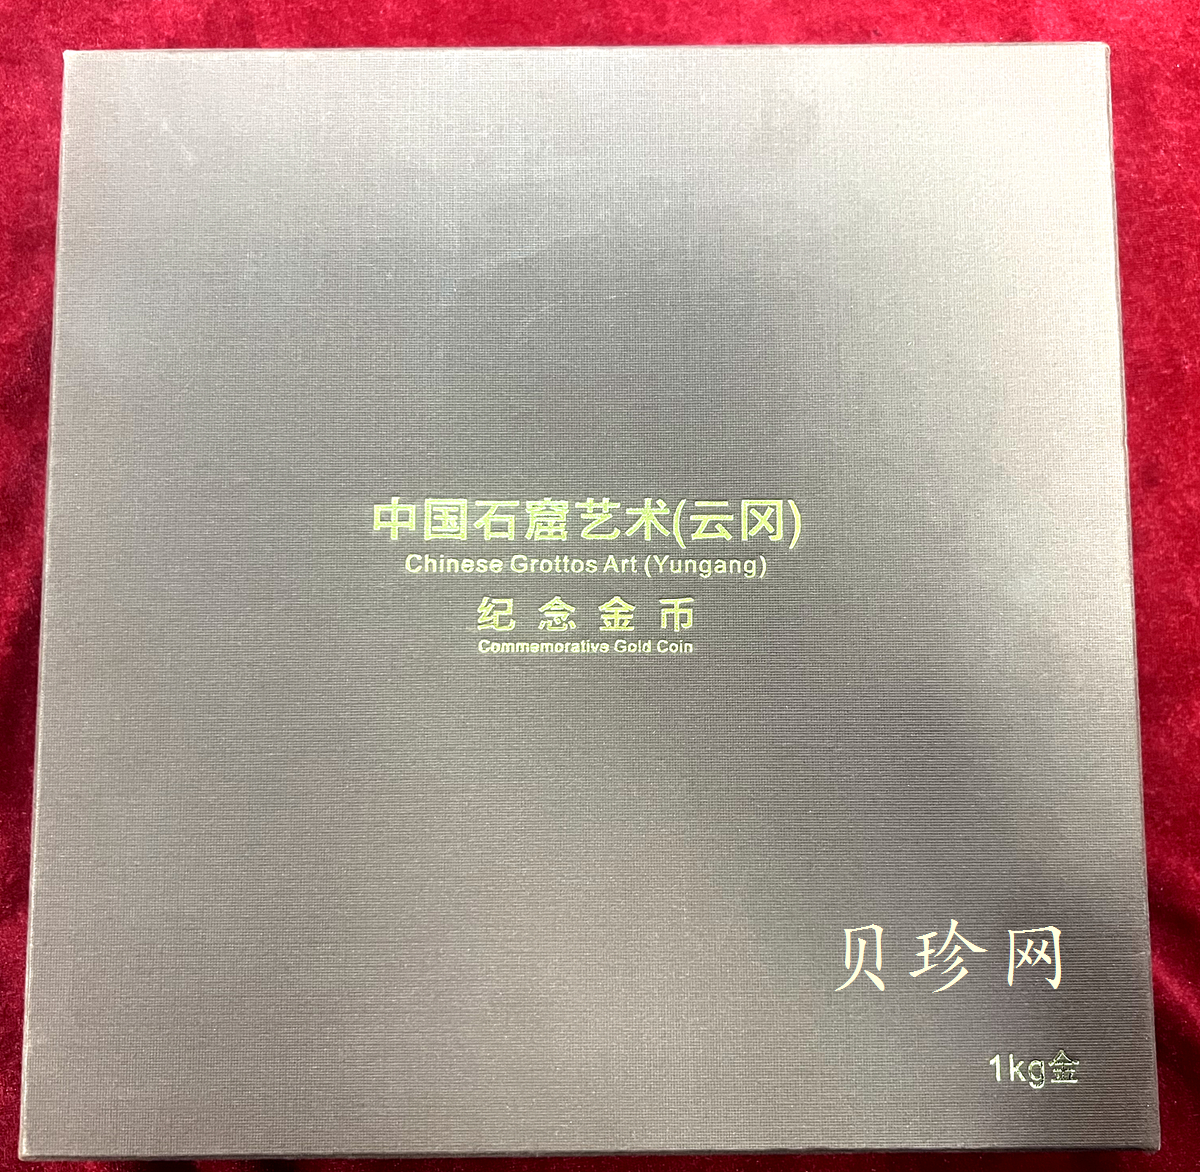 中国石窟艺术(云冈)
Chinese Grottos Art (Yungang)
纪念金币
Commemorative Gold Coin
贝珍网
1kg金